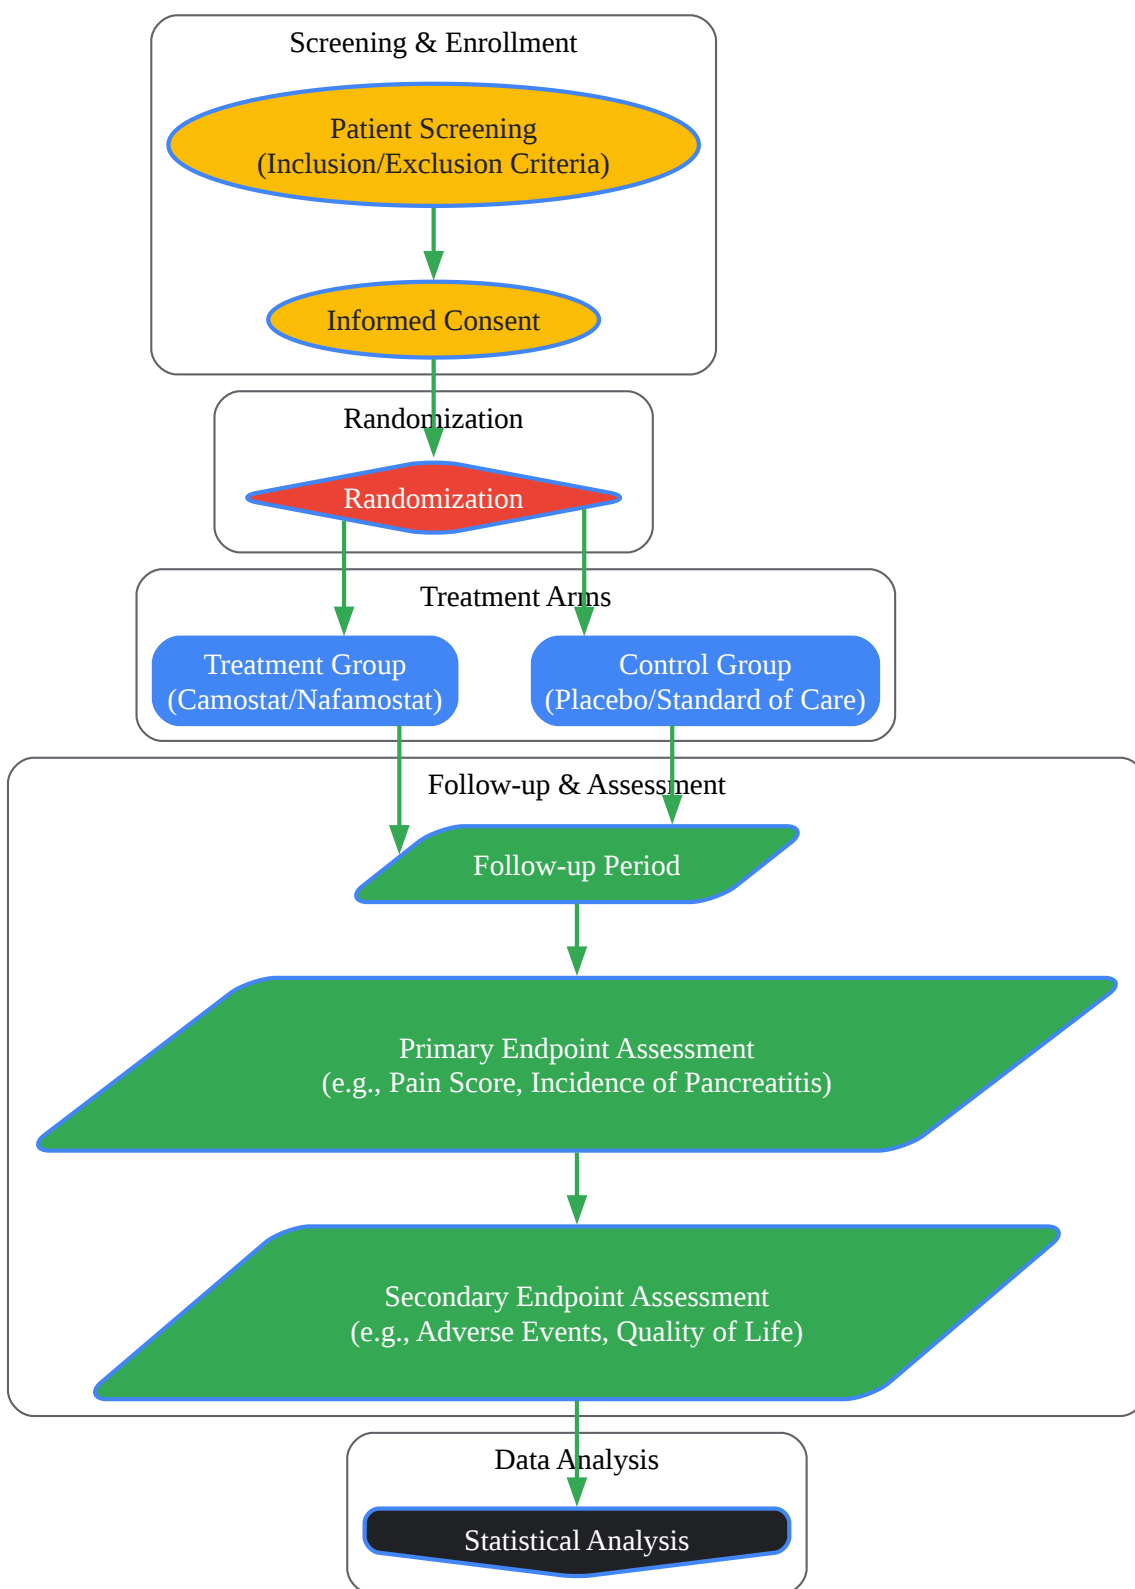 Screening & Enrollment
Patient Screening
(Inclusion/Exclusion Criteria)
Informed Consent
Randomization
Randomization
Treatment Arms
Treatment Group
(Camostat/Nafamostat)
Control Group
(Placebo/Standard of Care)
Follow-up & Assessment
Follow-up Period
Primary Endpoint Assessment
(e.g., Pain Score, Incidence of Pancreatitis)
Secondary Endpoint Assessment
(e.g., Adverse Events, Quality of Life)
Data Analysis
Statistical Analysis